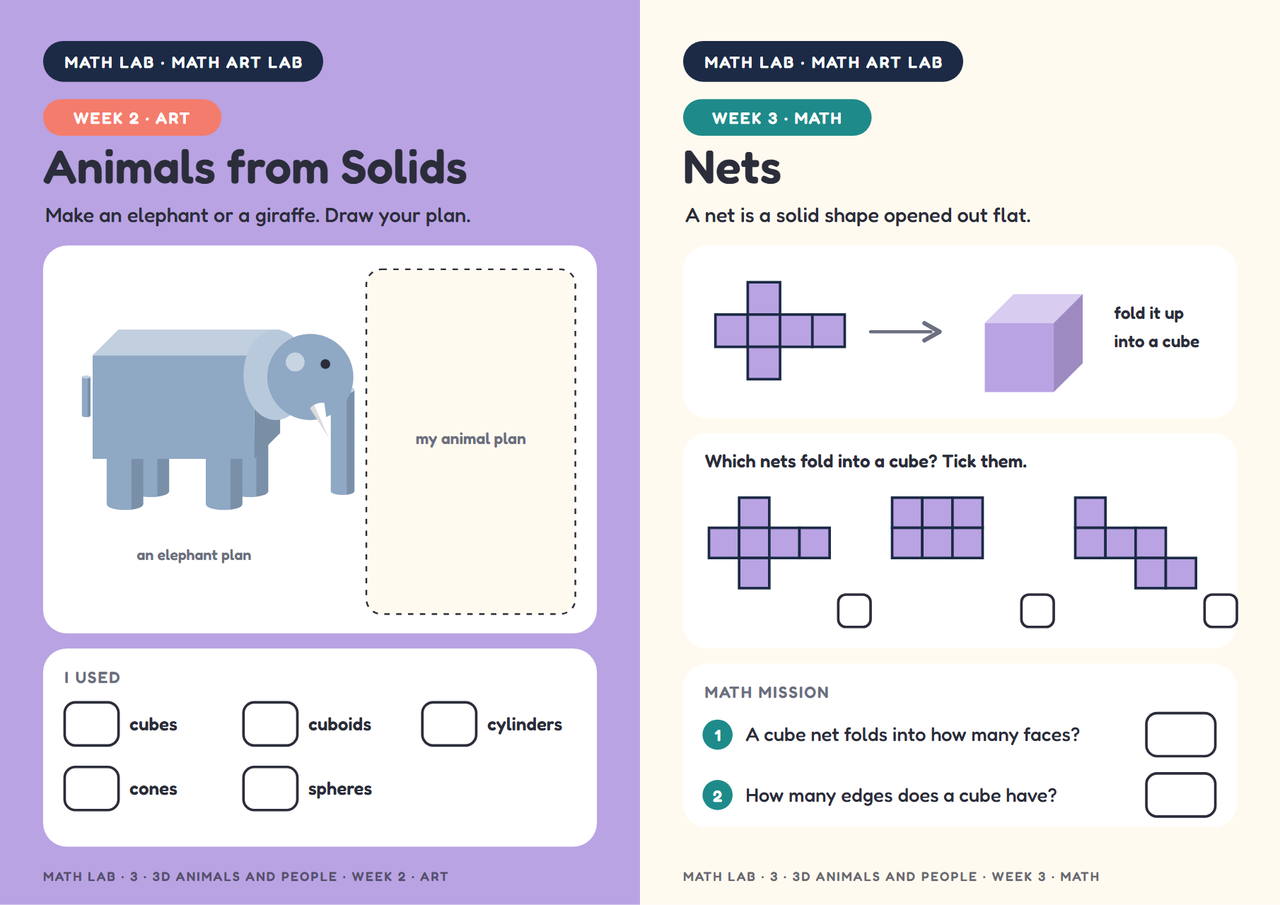 MATH LAB · MATH ART LAB
WEEK 2 · ART
Animals from Solids
Make an elephant or a giraffe. Draw your plan.
my animal plan
an elephant plan
I USED
cubes
cuboids
cylinders
cones
spheres
MATH LAB · 3 · 3D ANIMALS AND PEOPLE · WEEK 2 · ART
MATH LAB · MATH ART LAB
WEEK 3 · MATH
Nets
A net is a solid shape opened out flat.
fold it up
into a cube
Which nets fold into a cube? Tick them.
MATH MISSION
1 A cube net folds into how many faces?
2 How many edges does a cube have?
MATH LAB · 3 · 3D ANIMALS AND PEOPLE · WEEK 3 · MATH